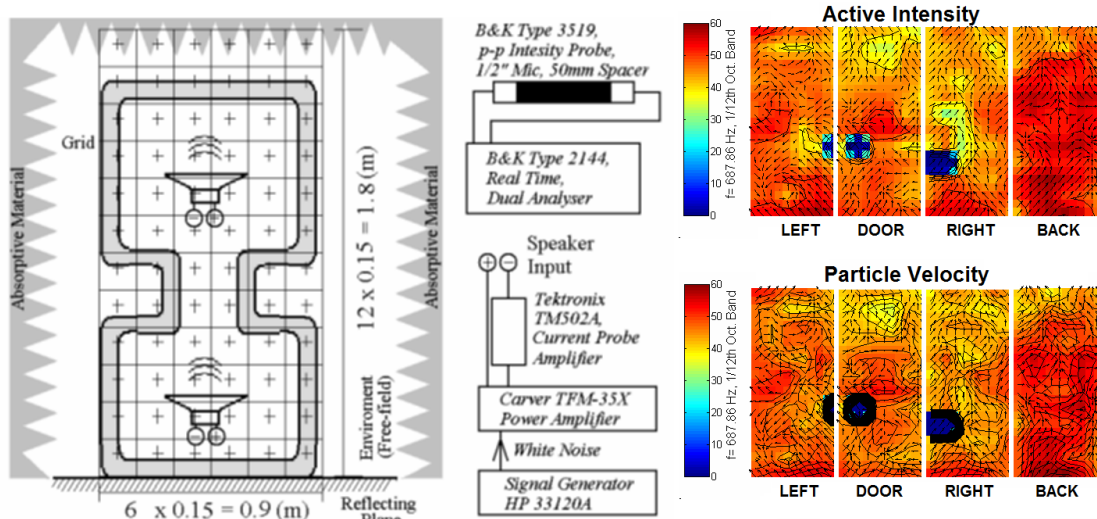 Grid
Absorptive Material
Absorptive Material
12 x 0.15 = 1.8 (m)
Enviroment
(Free-field)
6 x 0.15 = 0.9 (m)
Reflecting
Plane
B&K Type 3519,
p-p Intesity Probe,
1/2" Mic, 50mm Spacer
B&K Type 2144,
Real Time,
Dual Analyser
Speaker
Input
Tektronix
TM502A,
Current Probe
Amplifier
Carver TFM-35X
Power Amplifier
White Noise
Signal Generator
HP 33120A
Active Intensity
60
50
40
30
20
10
0
f= 687.86 Hz, 1/12th Oct. Band
LEFT DOOR RIGHT BACK
Particle Velocity
60
50
40
30
20
10
0
f= 687.86 Hz, 1/12th Oct. Band
LEFT DOOR RIGHT BACK